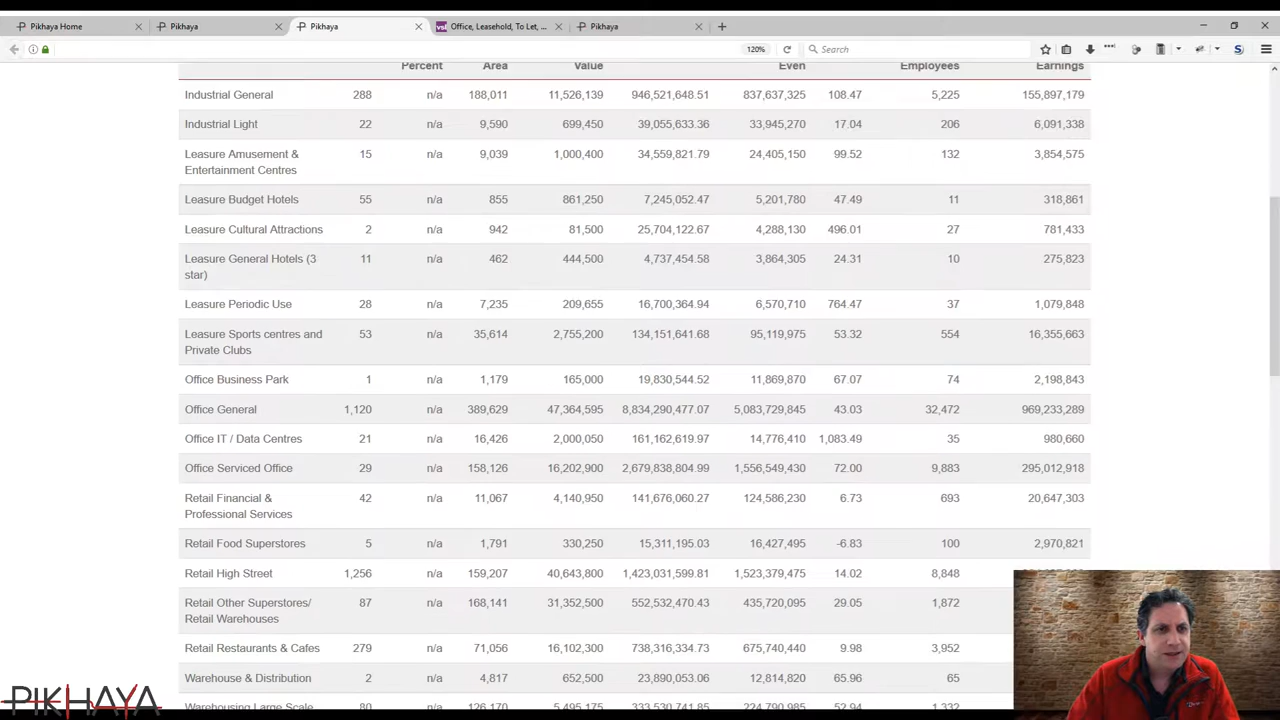 Pikhaya Home
Pikhaya
Pikhaya
vsl Office, Leasehold, To Let, ...
Pikhaya
120%
Search
Percent Area Value Even Employees Earnings
Industrial General 288 n/a 188,011 11,526,139 946,521,648.51 837,637,325 108.47 5,225 155,897,179
Industrial Light 22 n/a 9,590 699,450 39,055,633.36 33,945,270 17.04 206 6,091,338
Leasure Amusement & 15 n/a 9,039 1,000,400 34,559,821.79 24,405,150 99.52 132 3,854,575
Entertainment Centres
Leasure Budget Hotels 55 n/a 855 861,250 7,245,052.47 5,201,780 47.49 11 318,861
Leasure Cultural Attractions 2 n/a 942 81,500 25,704,122.67 4,288,130 496.01 27 781,433
Leasure General Hotels (3 11 n/a 462 444,500 4,737,454.58 3,864,305 24.31 10 275,823
star)
Leasure Periodic Use 28 n/a 7,235 209,655 16,700,364.94 6,570,710 764.47 37 1,079,848
Leasure Sports centres and 53 n/a 35,614 2,755,200 134,151,641.68 95,119,975 53.32 554 16,355,663
Private Clubs
Office Business Park 1 n/a 1,179 165,000 19,830,544.52 11,869,870 67.07 74 2,198,843
Office General 1,120 n/a 389,629 47,364,595 8,834,290,477.07 5,083,729,845 43.03 32,472 969,233,289
Office IT / Data Centres 21 n/a 16,426 2,000,050 161,162,619.97 14,776,410 1,083.49 35 980,660
Office Serviced Office 29 n/a 158,126 16,202,900 2,679,838,804.99 1,556,549,430 72.00 9,883 295,012,918
Retail Financial & 42 n/a 11,067 4,140,950 141,676,060.27 124,586,230 6.73 693 20,647,303
Professional Services
Retail Food Superstores 5 n/a 1,791 330,250 15,311,195.03 16,427,495 -6.83 100 2,970,821
Retail High Street 1,256 n/a 159,207 40,643,800 1,423,031,599.81 1,523,379,475 14.02 8,848
Retail Other Superstores/ 87 n/a 168,141 31,352,500 552,532,470.43 435,720,095 29.05 1,872
Retail Warehouses
Retail Restaurants & Cafes 279 n/a 71,056 16,102,300 738,316,334.73 675,740,440 9.98 3,952
Warehouse & Distribution 2 n/a 4,817 652,500 23,890,053.06 12,814,820 65.96 65
Warehousing Large Scale 80 n/a 126,170 5,495,175 333,530,741.41 224,790,985 52.94 1,332
PIKHAYA